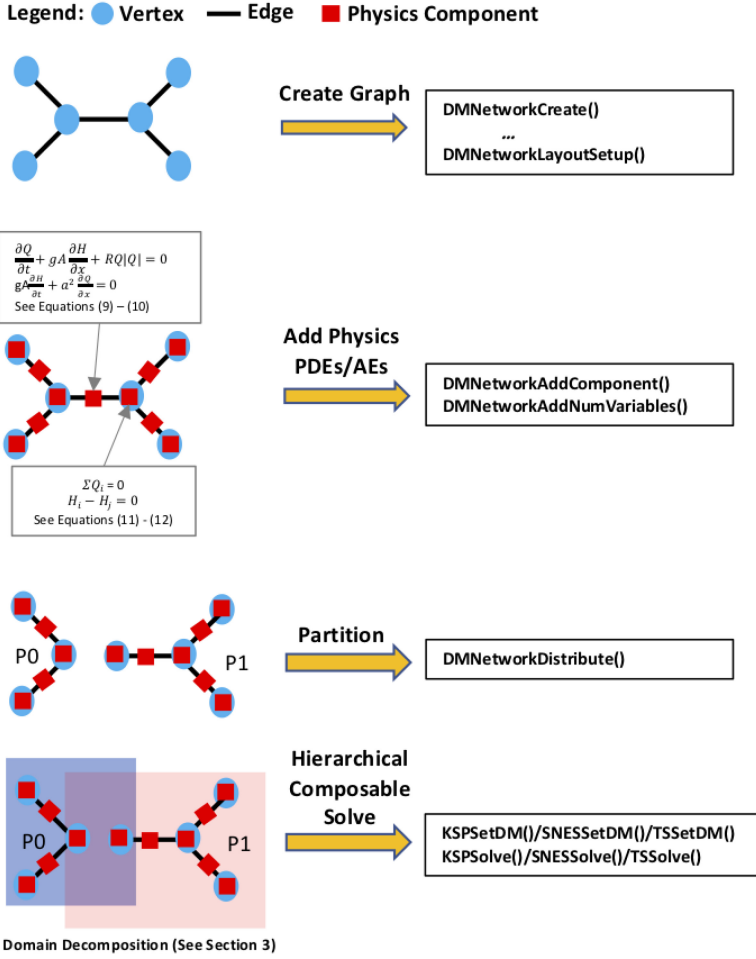 Legend: Vertex Edge Physics Component
Create Graph
DMNetworkCreate()
...
DMNetworkLayoutSetup()
∂Q/∂t + gA ∂H/∂x + RQ|Q| = 0
gA ∂H/∂t + a² ∂Q/∂x = 0
See Equations (9) – (10)
Add Physics
PDEs/AEs
DMNetworkAddComponent()
DMNetworkAddNumVariables()
ΣQᵢ = 0
Hᵢ − Hⱼ = 0
See Equations (11) - (12)
P0
P1
Partition
DMNetworkDistribute()
P0
P1
Hierarchical
Composable
Solve
KSPSetDM()/SNESSetDM()/TSSetDM()
KSPSolve()/SNESSolve()/TSSolve()
Domain Decomposition (See Section 3)